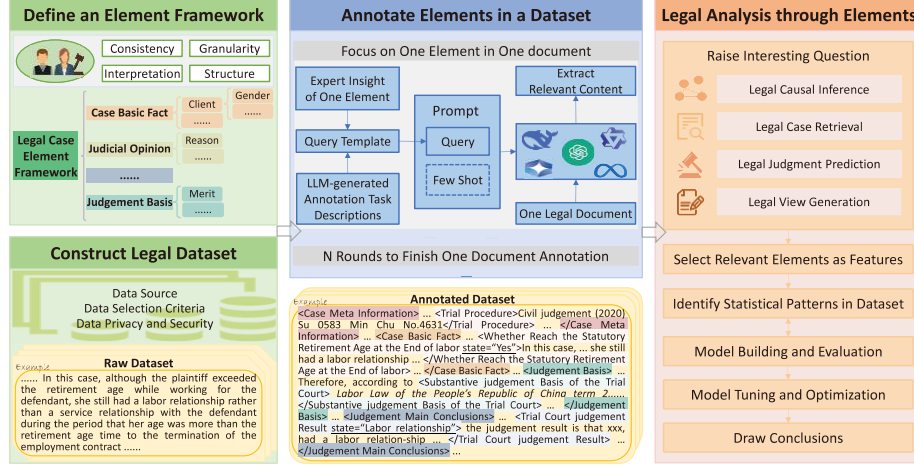 Define an Element Framework
Consistency
Granularity
Interpretation
Structure
Legal Case
Element
Framework
Case Basic Fact
Client
......
Gender
......
Judicial Opinion
Reason
......
......
Judgement Basis
Merit
......
Construct Legal Dataset
Data Source
Data Selection Criteria
Data Privacy and Security
Example
Raw Dataset
...... In this case, although the plaintiff exceeded
the retirement age while working for the
defendant, she still had a labor relationship rather
than a service relationship with the defendant
during the period that her age was more than the
retirement age time to the termination of the
employment contract ......
Annotate Elements in a Dataset
Focus on One Element in One document
Expert Insight
of One Element
Query Template
LLM-generated
Annotation Task
Descriptions
Prompt
Query
Few Shot
Extract
Relevant Content
One Legal Document
N Rounds to Finish One Document Annotation
Example
Annotated Dataset
<Case Meta Information> ... <Trial Procedure>Civil judgement (2020)
Su 0583 Min Chu No.4631</Trial Procedure> ... </Case Meta
Information> ... <Case Basic Fact> ... <Whether Reach the Statutory
Retirement Age at the End of labor state="Yes">In this case, ... she still
had a labor relationship ... </Whether Reach the Statutory Retirement
Age at the End of labor> ... </Case Basic Fact> ... <Judgement Basis> ...
Therefore, according to <Substantive judgement Basis of the Trial
Court> Labor Law of the People's Republic of China term 2......
</Substantive judgement Basis of the Trial Court> ... </Judgement
Basis> ... <Judgement Main Conclusions> ... <Trial Court judgement
Result state="Labor relationship"> the judgement result is that xxx,
had a labor relation-ship ... </Trial Court judgement Result> ...
</Judgement Main Conclusions> ...
Legal Analysis through Elements
Raise Interesting Question
Legal Causal Inference
Legal Case Retrieval
Legal Judgment Prediction
Legal View Generation
Select Relevant Elements as Features
Identify Statistical Patterns in Dataset
Model Building and Evaluation
Model Tuning and Optimization
Draw Conclusions